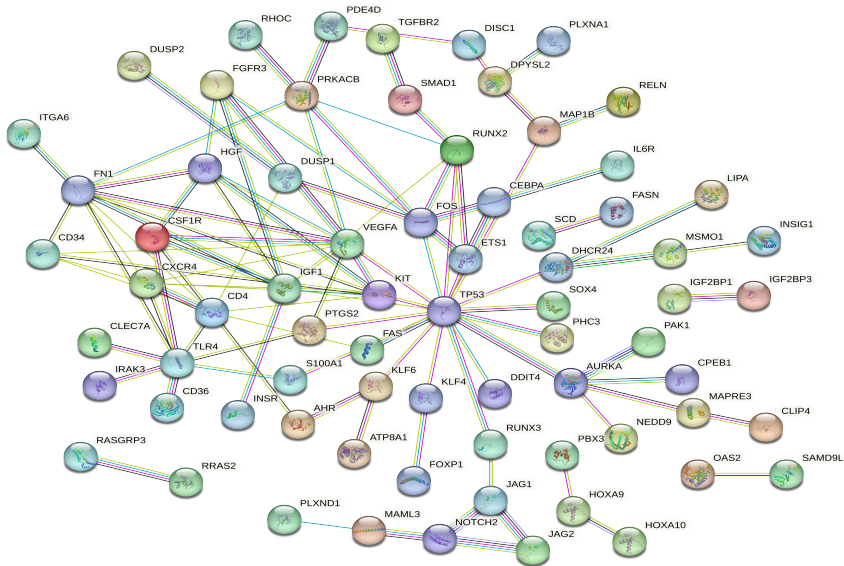 PDE4D
RHOC
TGFBR2
DISC1
PLXNA1
DUSP2
FGFR3
PRKACB
DPYSL2
SMAD1
RELN
MAP1B
ITGA6
RUNX2
IL6R
HGF
DUSP1
FN1
CEBPA
LIPA
FASN
FOS
CSF1R
VEGFA
SCD
INSIG1
CD34
ETS1
MSMO1
DHCR24
CXCR4
IGF1
KIT
CD4
TP53
SOX4
IGF2BP1
IGF2BP3
PTGS2
PHC3
CLEC7A
FAS
PAK1
TLR4
S100A1
AURKA
CPEB1
IRAK3
KLF6
KLF4
DDIT4
CD36
INSR
MAPRE3
AHR
CLIP4
NEDD9
RUNX3
RASGRP3
ATP8A1
PBX3
RRAS2
FOXP1
OAS2
SAMD9L
JAG1
HOXA9
PLXND1
MAML3
NOTCH2
HOXA10
JAG2